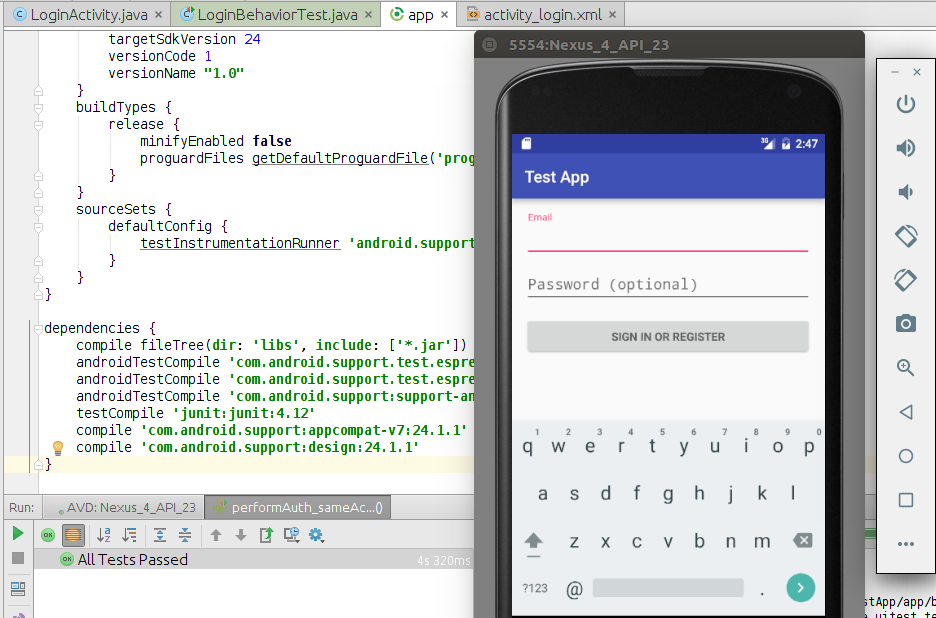 LoginActivity.java
LoginBehaviorTest.java
app
activity_login.xml
targetSdkVersion 24
versionCode 1
versionName "1.0"
}
buildTypes {
release {
minifyEnabled false
proguardFiles getDefaultProguardFile('prog
}
}
sourceSets {
defaultConfig {
testInstrumentationRunner 'android.support
}
}
}
dependencies {
compile fileTree(dir: 'libs', include: ['*.jar'])
androidTestCompile 'com.android.support.test.espre
androidTestCompile 'com.android.support.test.espre
androidTestCompile 'com.android.support:support-an
testCompile 'junit:junit:4.12'
compile 'com.android.support:appcompat-v7:24.1.1'
compile 'com.android.support:design:24.1.1'
}
Run:
AVD: Nexus_4_API_23
performAuth_sameAc...()
OK
OK All Tests Passed
4s 320ms
5554:Nexus_4_API_23
3G 2:47
Test App
Email
Password (optional)
SIGN IN OR REGISTER
1 2 3 4 5 6 7 8 9 0
q w e r t y u i o p
a s d f g h j k l
z x c v b n m
?123 @ .
stApp/app/b